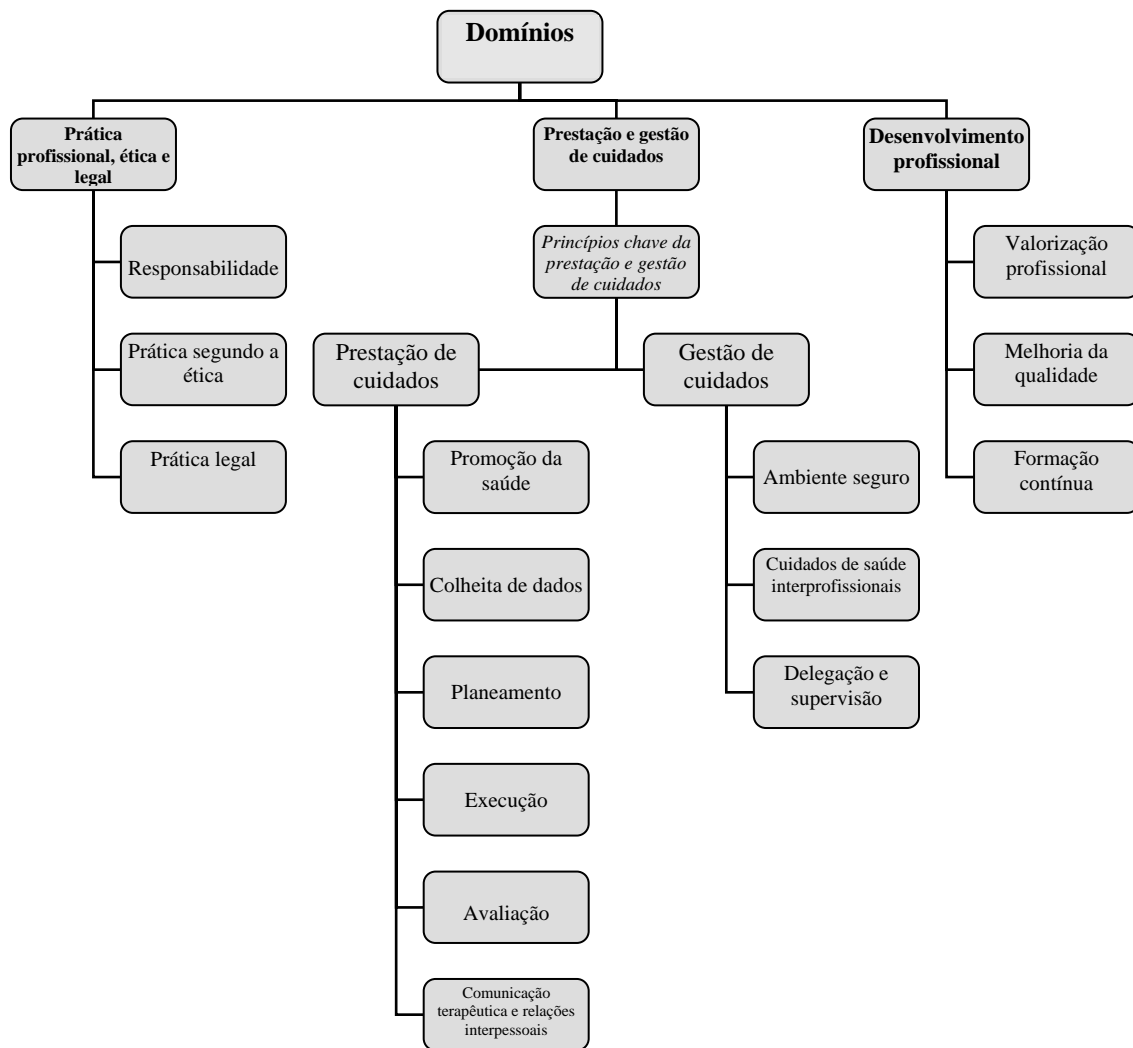 Domínios
Prática
profissional, ética e
legal
Prestação e gestão
de cuidados
Desenvolvimento
profissional
Responsabilidade
Prática segundo a
ética
Prática legal
Princípios chave da
prestação e gestão
de cuidados
Prestação de
cuidados
Promoção da
saúde
Colheita de dados
Planeamento
Execução
Avaliação
Comunicação
terapêutica e relações
interpessoais
Gestão de
cuidados
Ambiente seguro
Cuidados de saúde
interprofissionais
Delegação e
supervisão
Valorização
profissional
Melhoria da
qualidade
Formação
contínua